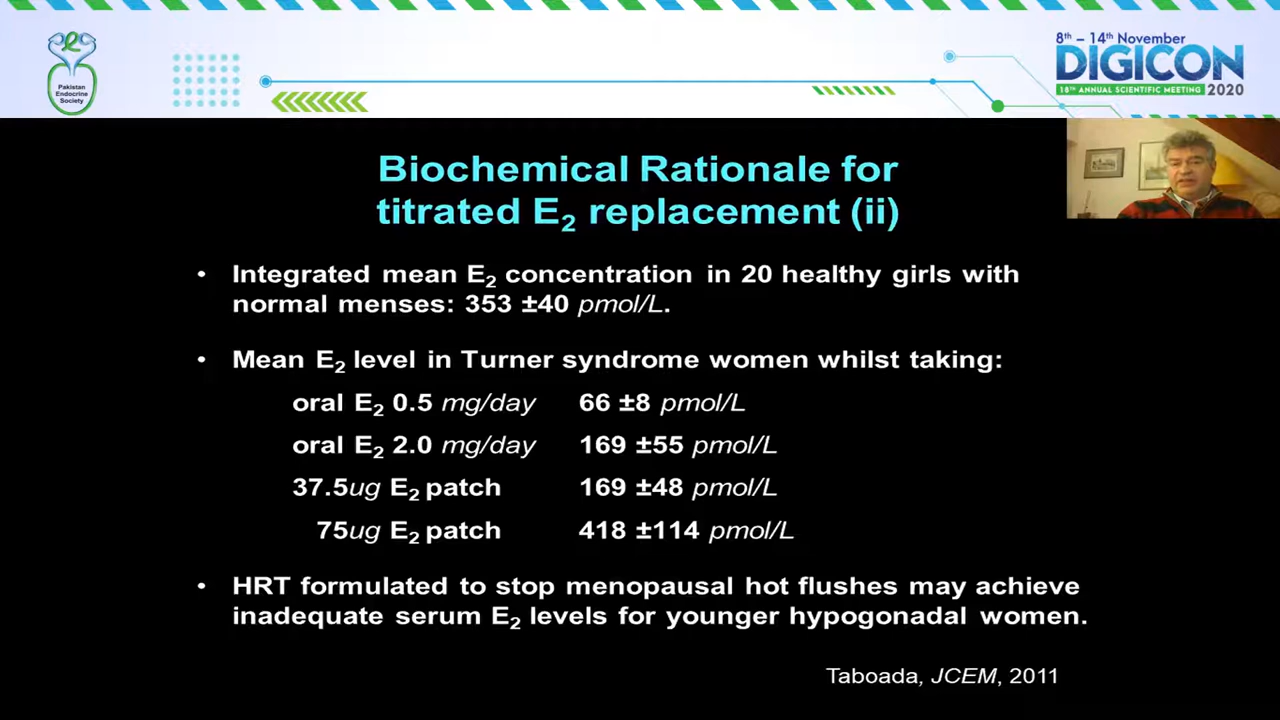 Pakistan
Endocrine
Society
8th – 14th November
DIGICON
18TH ANNUAL SCIENTIFIC MEETING 2020
Biochemical Rationale for
titrated E2 replacement (ii)
• Integrated mean E2 concentration in 20 healthy girls with
normal menses: 353 ±40 pmol/L.
• Mean E2 level in Turner syndrome women whilst taking:
oral E2 0.5 mg/day 66 ±8 pmol/L
oral E2 2.0 mg/day 169 ±55 pmol/L
37.5ug E2 patch 169 ±48 pmol/L
75ug E2 patch 418 ±114 pmol/L
• HRT formulated to stop menopausal hot flushes may achieve
inadequate serum E2 levels for younger hypogonadal women.
Taboada, JCEM, 2011